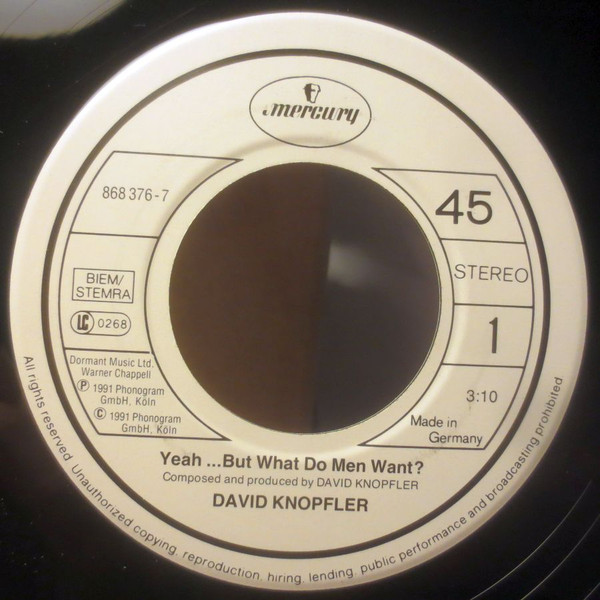 mercury
868 376-7
45
BIEM/
STEMRA
STEREO
LC 0268
1
Dormant Music Ltd.
Warner Chappell
Ⓟ 1991 Phonogram
GmbH, Köln
© 1991 Phonogram
GmbH, Köln
3:10
Made in
Germany
Yeah ...But What Do Men Want?
Composed and produced by DAVID KNOPFLER
DAVID KNOPFLER
All rights reserved. Unauthorized copying, reproduction, hiring, lending, public performance and broadcasting prohibited